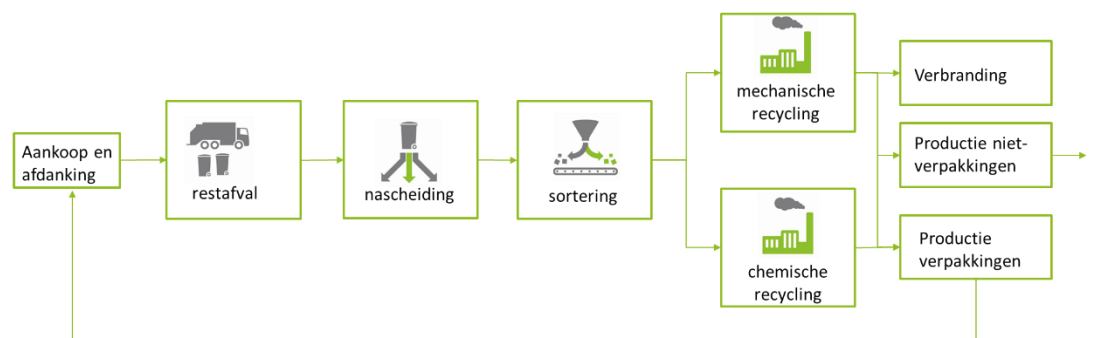 Aankoop en
afdanking
restafval
nascheiding
sortering
mechanische
recycling
chemische
recycling
Verbranding
Productie niet-
verpakkingen
Productie
verpakkingen